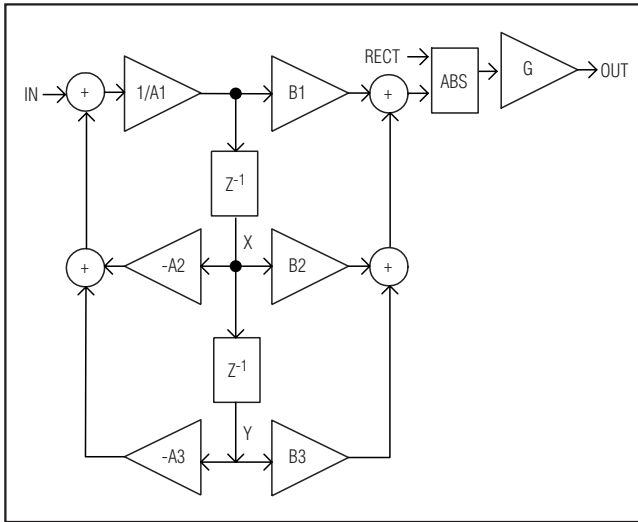 RECT
IN
+
1/A1
B1
+
ABS
G
OUT
Z-1
X
+
-A2
B2
+
Z-1
Y
-A3
B3